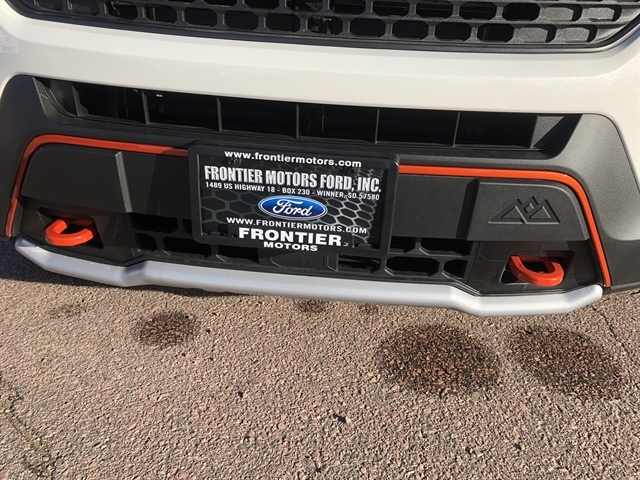 www.frontiermotors.com
FRONTIER MOTORS FORD, INC.
1489 US HIGHWAY 18 - BOX 230 - WINNER, SD 57580
Ford
WWW.FRONTIERMOTORS.COM
FRONTIER
MOTORS